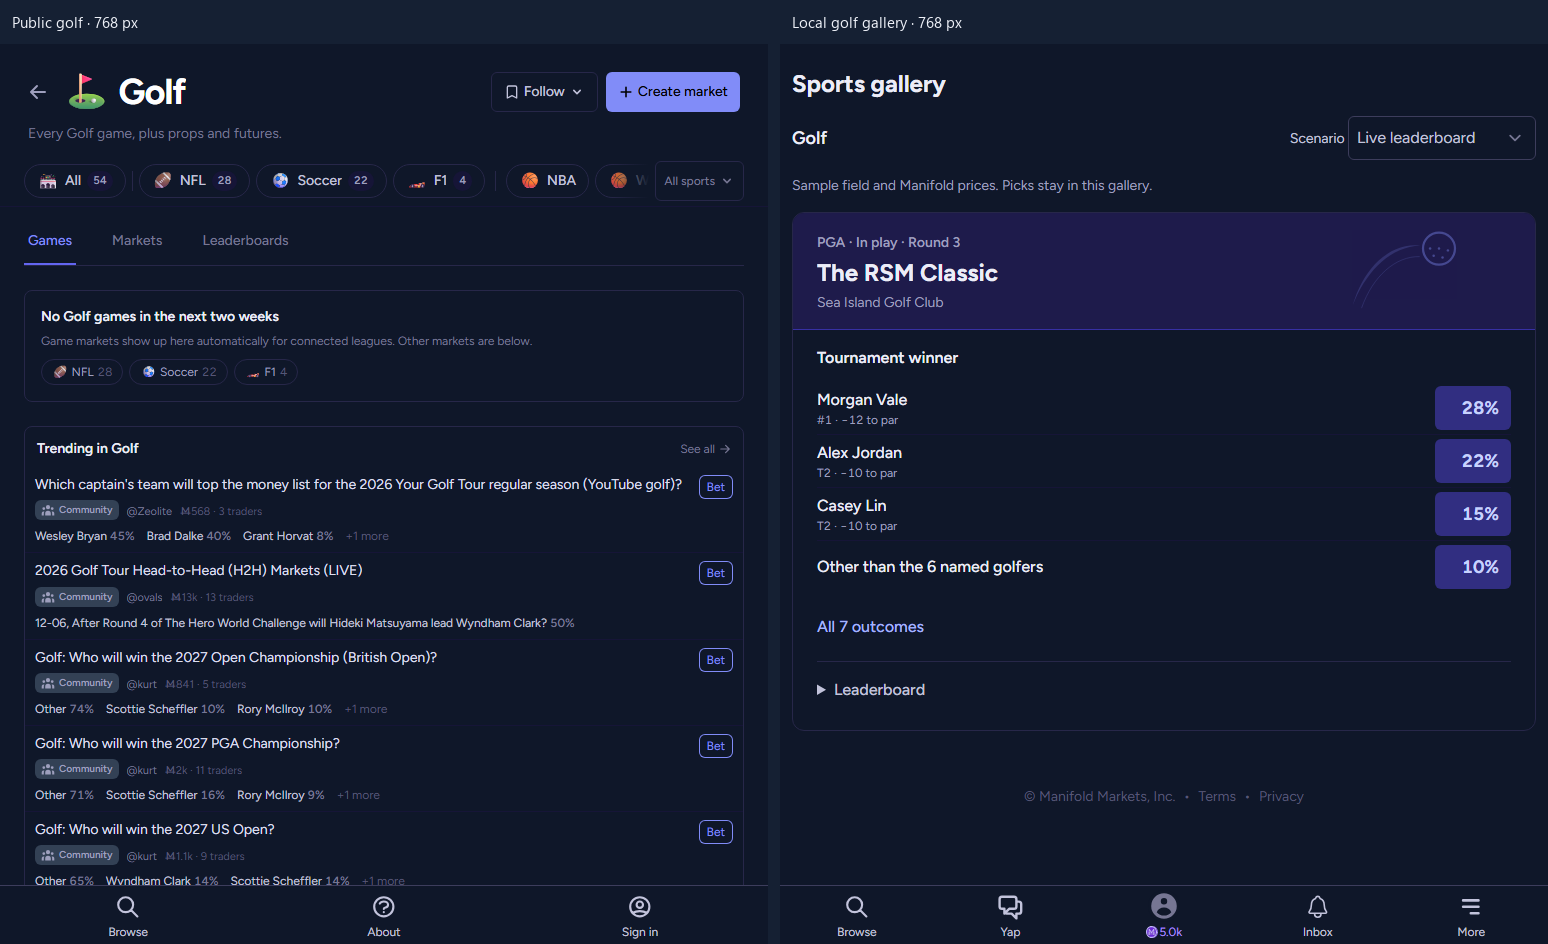 Public golf · 768 px
Golf
Follow
Create market
Every Golf game, plus props and futures.
All 54
NFL 28
Soccer 22
F1 4
NBA
W
All sports
Games
Markets
Leaderboards
No Golf games in the next two weeks
Game markets show up here automatically for connected leagues. Other markets are below.
NFL 28
Soccer 22
F1 4
Trending in Golf
See all →
Which captain's team will top the money list for the 2026 Your Golf Tour regular season (YouTube golf)?
Bet
Community @Zeolite M568 · 3 traders
Wesley Bryan 45% Brad Dalke 40% Grant Horvat 8% +1 more
2026 Golf Tour Head-to-Head (H2H) Markets (LIVE)
Bet
Community @ovals M13k · 13 traders
12-06, After Round 4 of The Hero World Challenge will Hideki Matsuyama lead Wyndham Clark? 50%
Golf: Who will win the 2027 Open Championship (British Open)?
Bet
Community @kurt M841 · 5 traders
Other 74% Scottie Scheffler 10% Rory McIlroy 10% +1 more
Golf: Who will win the 2027 PGA Championship?
Bet
Community @kurt M2k · 11 traders
Other 71% Scottie Scheffler 16% Rory McIlroy 9% +1 more
Golf: Who will win the 2027 US Open?
Bet
Community @kurt M1.1k · 9 traders
Other 65% Wyndham Clark 14% Scottie Scheffler 14% +1 more
Browse
About
Sign in
Local golf gallery · 768 px
Sports gallery
Golf
Scenario
Live leaderboard
Sample field and Manifold prices. Picks stay in this gallery.
PGA · In play · Round 3
The RSM Classic
Sea Island Golf Club
Tournament winner
Morgan Vale
#1 · −12 to par
28%
Alex Jordan
T2 · −10 to par
22%
Casey Lin
T2 · −10 to par
15%
Other than the 6 named golfers
10%
All 7 outcomes
Leaderboard
© Manifold Markets, Inc. • Terms • Privacy
Browse
Yap
M5.0k
Inbox
More